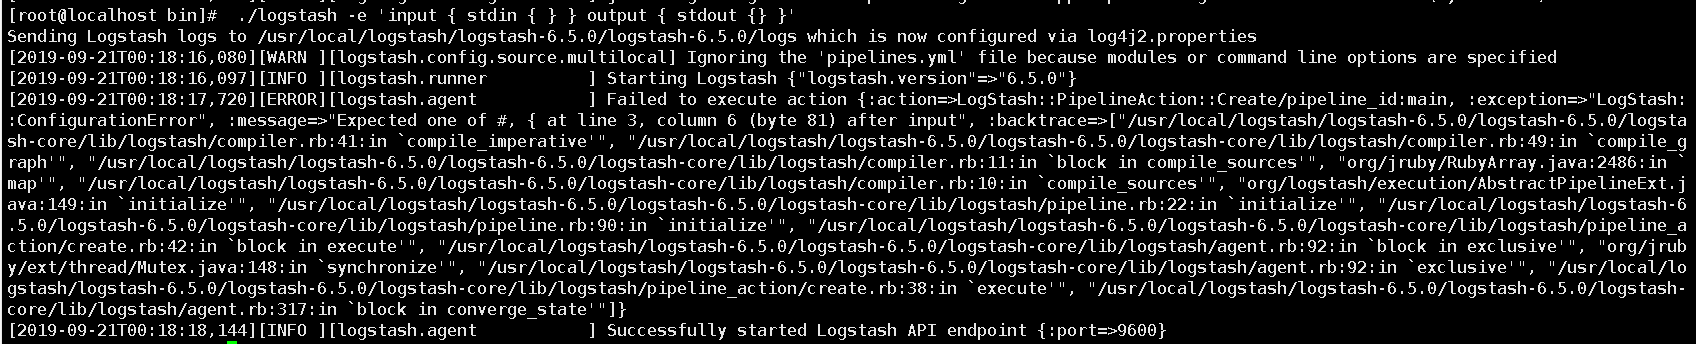 [root@localhost bin]#  ./logstash -e 'input { stdin { } } output { stdout {} }'
Sending Logstash logs to /usr/local/logstash/logstash-6.5.0/logstash-6.5.0/logs which is now configured via log4j2.properties
[2019-09-21T00:18:16,080][WARN ][logstash.config.source.multilocal] Ignoring the 'pipelines.yml' file because modules or command line options are specified
[2019-09-21T00:18:16,097][INFO ][logstash.runner          ] Starting Logstash {"logstash.version"=>"6.5.0"}
[2019-09-21T00:18:17,720][ERROR][logstash.agent           ] Failed to execute action {:action=>LogStash::PipelineAction::Create/pipeline_id:main, :exception=>"LogStash:
:ConfigurationError", :message=>"Expected one of #, { at line 3, column 6 (byte 81) after input", :backtrace=>["/usr/local/logstash/logstash-6.5.0/logstash-6.5.0/logsta
sh-core/lib/logstash/compiler.rb:41:in `compile_imperative'", "/usr/local/logstash/logstash-6.5.0/logstash-6.5.0/logstash-core/lib/logstash/compiler.rb:49:in `compile_g
raph'", "/usr/local/logstash/logstash-6.5.0/logstash-6.5.0/logstash-core/lib/logstash/compiler.rb:11:in `block in compile_sources'", "org/jruby/RubyArray.java:2486:in `
map'", "/usr/local/logstash/logstash-6.5.0/logstash-6.5.0/logstash-core/lib/logstash/compiler.rb:10:in `compile_sources'", "org/logstash/execution/AbstractPipelineExt.j
ava:149:in `initialize'", "/usr/local/logstash/logstash-6.5.0/logstash-6.5.0/logstash-core/lib/logstash/pipeline.rb:22:in `initialize'", "/usr/local/logstash/logstash-6
.5.0/logstash-6.5.0/logstash-core/lib/logstash/pipeline.rb:90:in `initialize'", "/usr/local/logstash/logstash-6.5.0/logstash-6.5.0/logstash-core/lib/logstash/pipeline_a
ction/create.rb:42:in `block in execute'", "/usr/local/logstash/logstash-6.5.0/logstash-6.5.0/logstash-core/lib/logstash/agent.rb:92:in `block in exclusive'", "org/jrub
y/ext/thread/Mutex.java:148:in `synchronize'", "/usr/local/logstash/logstash-6.5.0/logstash-6.5.0/logstash-core/lib/logstash/agent.rb:92:in `exclusive'", "/usr/local/lo
gstash/logstash-6.5.0/logstash-6.5.0/logstash-core/lib/logstash/pipeline_action/create.rb:38:in `execute'", "/usr/local/logstash/logstash-6.5.0/logstash-6.5.0/logstash-
core/lib/logstash/agent.rb:317:in `block in converge_state'"]}
[2019-09-21T00:18:18,144][INFO ][logstash.agent           ] Successfully started Logstash API endpoint {:port=>9600}